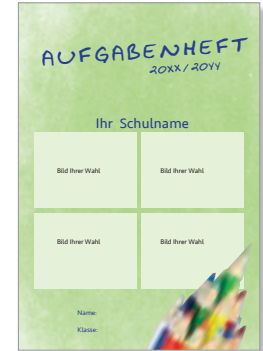 AUFGABENHEFT
20XX/20YY
Ihr Schulname
Bild Ihrer Wahl
Bild Ihrer Wahl
Bild Ihrer Wahl
Bild Ihrer Wahl
Name:
Klasse: